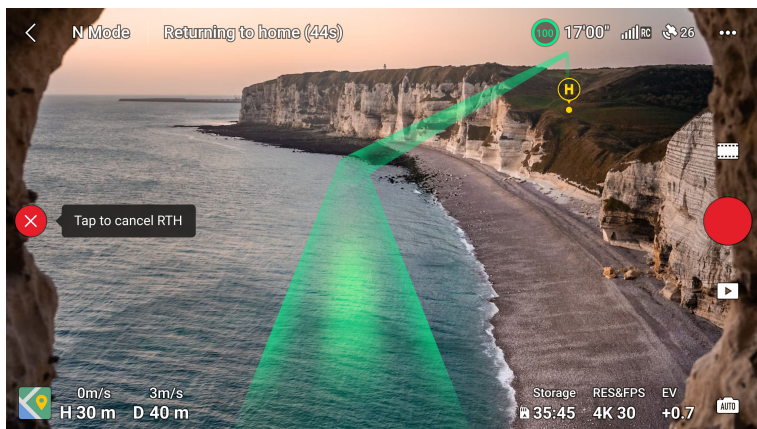 N Mode Returning to home (44s) 100 17'00" RC 26
H
Tap to cancel RTH
0m/s 3m/s Storage RES&FPS EV
H 30 m D 40 m 35:45 4K 30 +0.7 AUTO